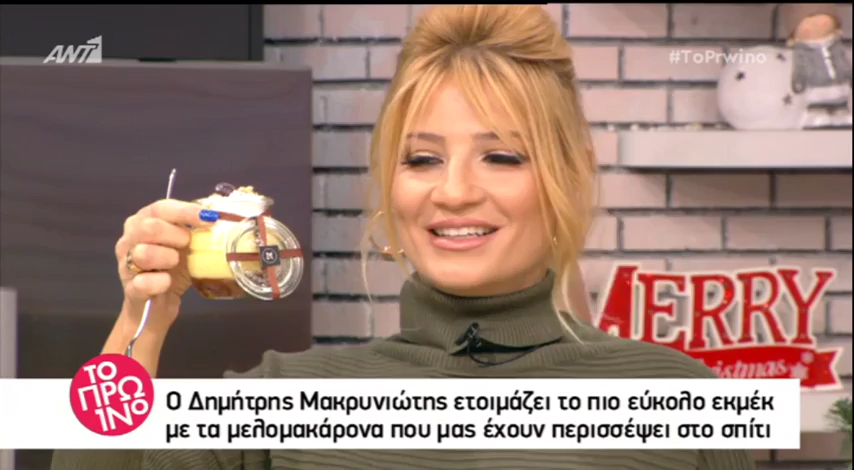 ANT1
#ToPrwino
MERRY
Christmas
ΤΟ
ΠΡΩ
ΙΝΟ
Ο Δημήτρης Μακρυνιώτης ετοιμάζει το πιο εύκολο εκμέκ
με τα μελομακάρονα που μας έχουν περισσέψει στο σπίτι